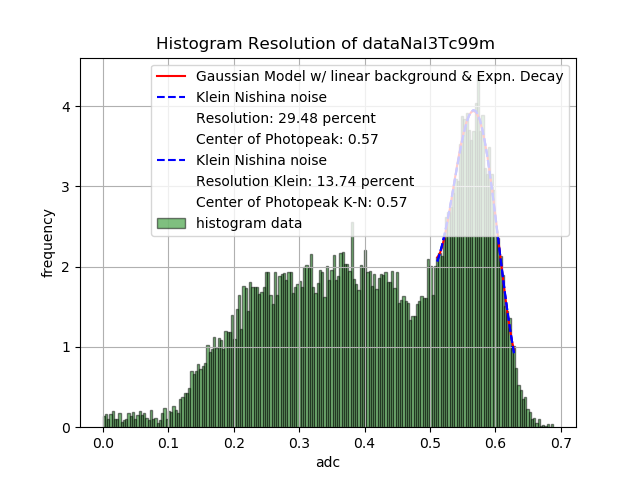 Histogram Resolution of dataNaI3Tc99m
Gaussian Model w/ linear background & Expn. Decay
Klein Nishina noise
Resolution: 29.48 percent
Center of Photopeak: 0.57
Klein Nishina noise
Resolution Klein: 13.74 percent
Center of Photopeak K-N: 0.57
histogram data
frequency
4
3
2
1
0
0.0 0.1 0.2 0.3 0.4 0.5 0.6 0.7
adc